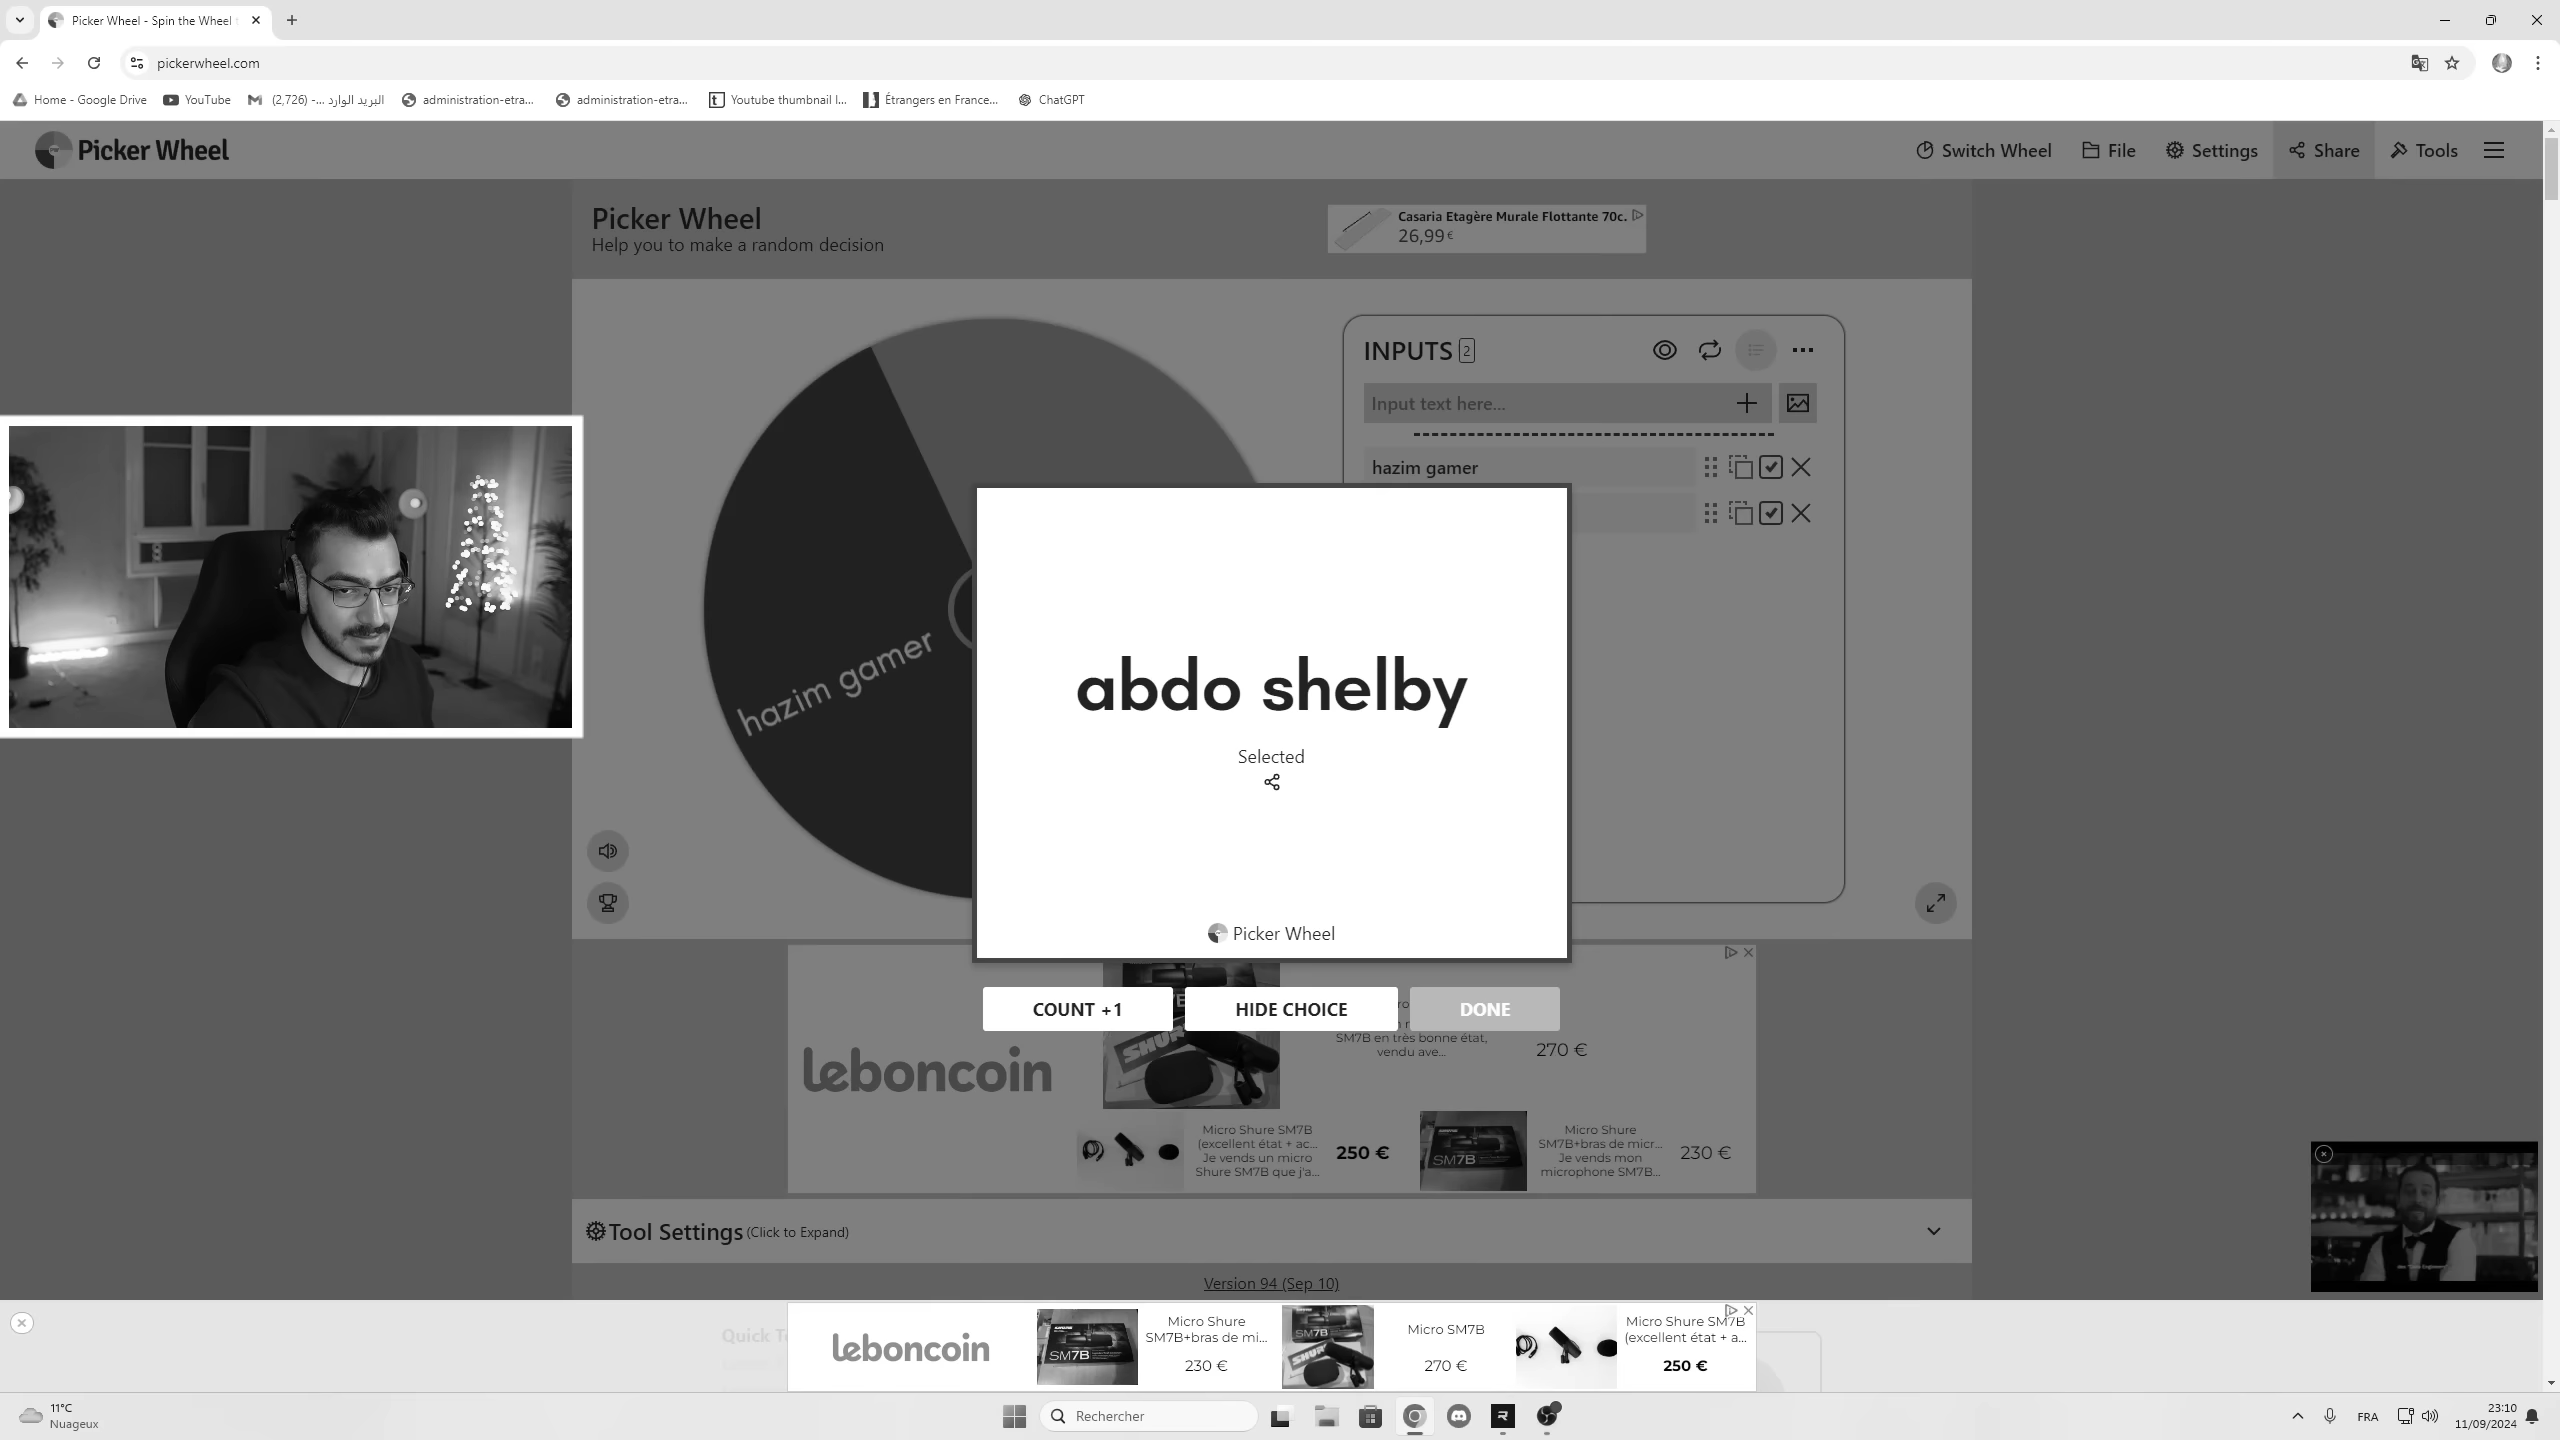 Picker Wheel - Spin the Wheel
pickerwheel.com
Home - Google Drive
YouTube
البريد الوارد ...- (2,726)
administration-etra...
administration-etra...
Youtube thumbnail l...
Étrangers en France...
ChatGPT
Picker Wheel
Switch Wheel
File
Settings
Share
Tools
Picker Wheel
Help you to make a random decision
Casaria Etagère Murale Flottante 70c.
26,99 €
INPUTS 2
Input text here...
hazim gamer
hazim gamer
abdo shelby
Selected
Picker Wheel
COUNT +1
HIDE CHOICE
DONE
leboncoin
SM7B en très bonne état,
vendu ave...
270 €
Micro Shure SM7B
(excellent état + ac...
Je vends un micro
Shure SM7B que j'a...
250 €
SM7B
Micro Shure
SM7B+bras de micr...
Je vends mon
microphone SM7B...
230 €
Tool Settings (Click to Expand)
Version 94 (Sep 10)
leboncoin
SM7B
Micro Shure
SM7B+bras de mi...
230 €
SM7B
SHURE
Micro SM7B
270 €
Micro Shure SM7B
(excellent état + a...
250 €
11°C
Nuageux
Rechercher
FRA
23:10
11/09/2024